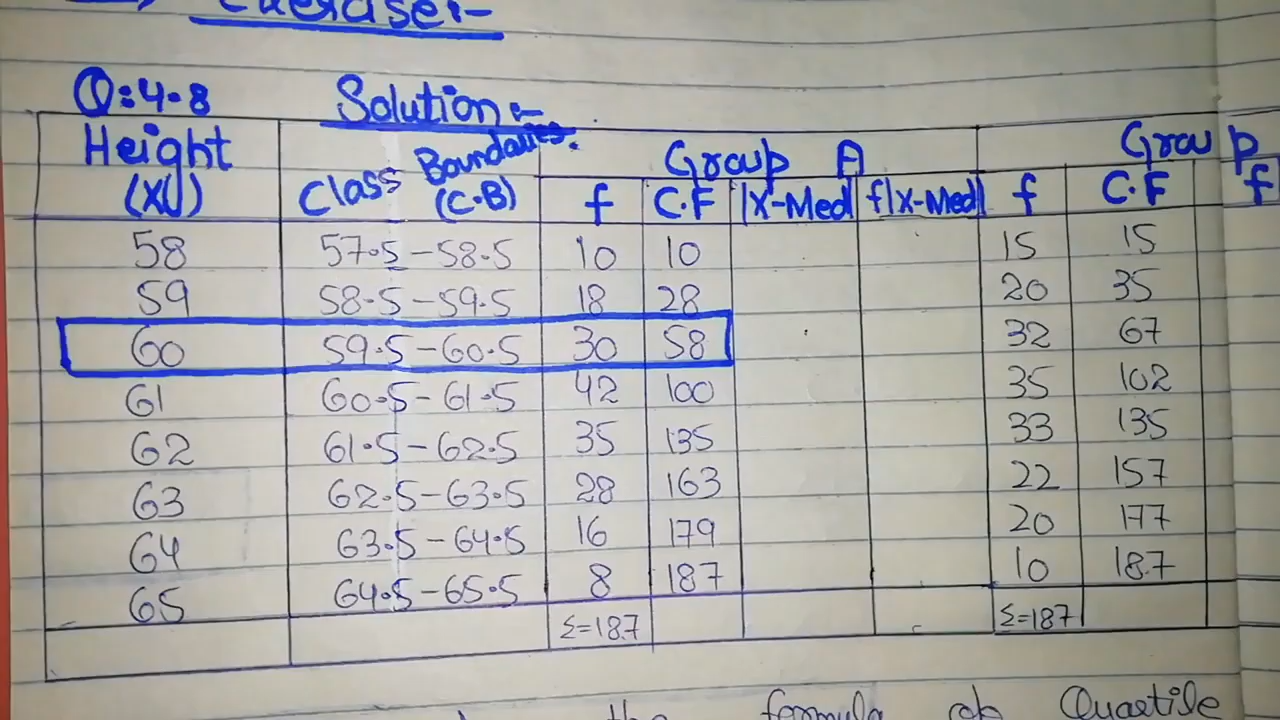 Exercise:-
Q:4.8 Solution:-
Height (X) Class Boundaries. (C.B) Group A Group
f C.F |X-Med| f|X-Med| f C.F f
58 57.5-58.5 10 10 15 15
59 58.5-59.5 18 28 20 35
60 59.5-60.5 30 58 32 67
61 60.5-61.5 42 100 35 102
62 61.5-62.5 35 135 33 135
63 62.5-63.5 28 163 22 157
64 63.5-64.5 16 179 20 177
65 64.5-65.5 8 187 10 187
Σ=187 Σ=187
the formula of Quartile